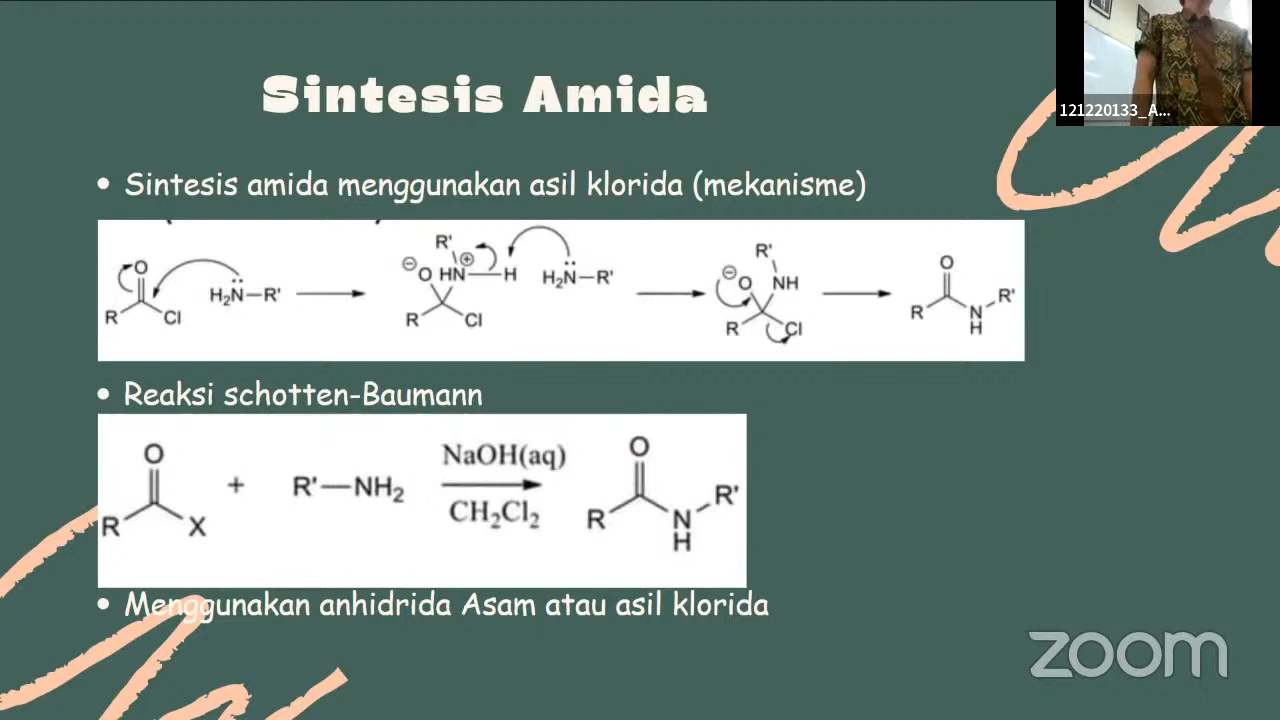 Sintesis Amida
121220133_A...
• Sintesis amida menggunakan asil klorida (mekanisme)
O R Cl H₂N̈—R' R' ⊕ ⊖ O HN—H R Cl H₂N̈—R' R' ⊖ O NH R Cl O R N H R'
• Reaksi schotten-Baumann
O R X + R'—NH₂ NaOH(aq) CH₂Cl₂ O R N H R'
• Menggunakan anhidrida Asam atau asil klorida
zoom